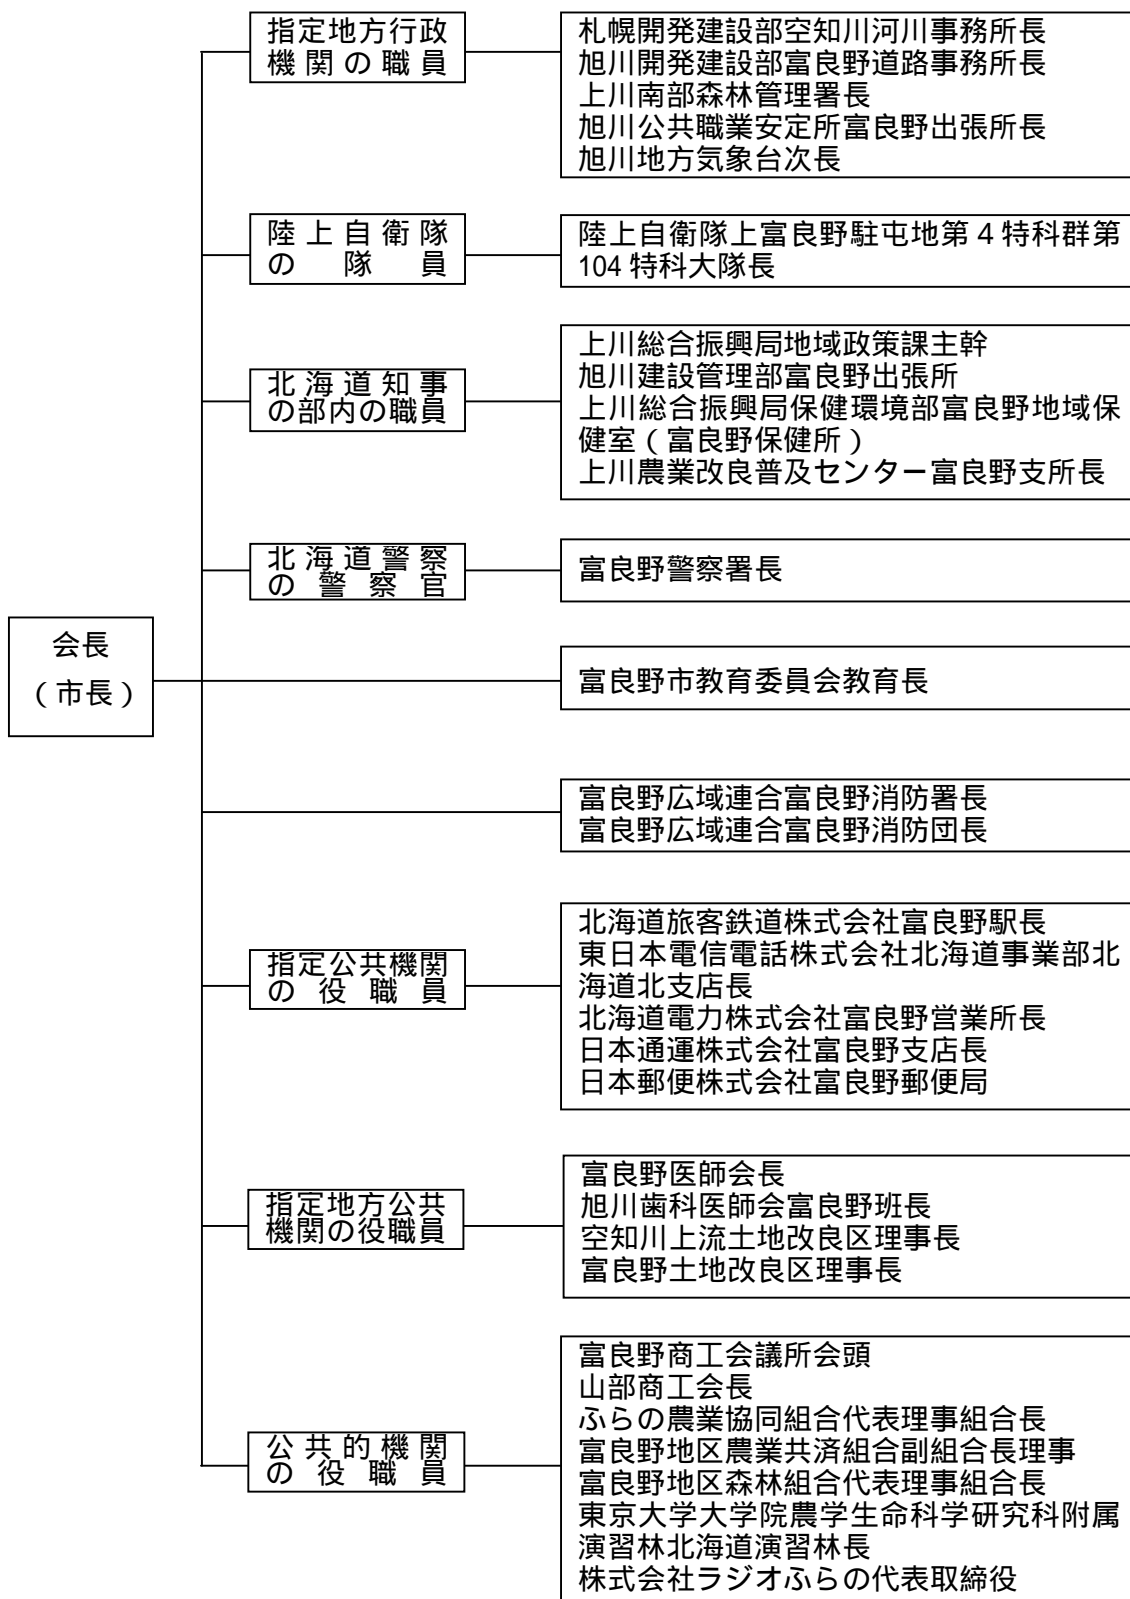 会長
（市長）
指定地方行政
機関の職員
札幌開発建設部空知川河川事務所長
旭川開発建設部富良野道路事務所長
上川南部森林管理署長
旭川公共職業安定所富良野出張所長
旭川地方気象台次長
陸上自衛隊
の隊員
陸上自衛隊上富良野駐屯地第４特科群第
104特科大隊長
北海道知事
の部内の職員
上川総合振興局地域政策課主幹
旭川建設管理部富良野出張所
上川総合振興局保健環境部富良野地域保
健室（富良野保健所）
上川農業改良普及センター富良野支所長
北海道警察
の警察官
富良野警察署長
富良野市教育委員会教育長
富良野広域連合富良野消防署長
富良野広域連合富良野消防団長
指定公共機関
の役職員
北海道旅客鉄道株式会社富良野駅長
東日本電信電話株式会社北海道事業部北
海道北支店長
北海道電力株式会社富良野営業所長
日本通運株式会社富良野支店長
日本郵便株式会社富良野郵便局
指定地方公共
機関の役職員
富良野医師会長
旭川歯科医師会富良野班長
空知川上流土地改良区理事長
富良野土地改良区理事長
公共的機関
の役職員
富良野商工会議所会頭
山部商工会長
ふらの農業協同組合代表理事組合長
富良野地区農業共済組合副組合長理事
富良野地区森林組合代表理事組合長
東京大学大学院農学生命科学研究科附属
演習林北海道演習林長
株式会社ラジオふらの代表取締役